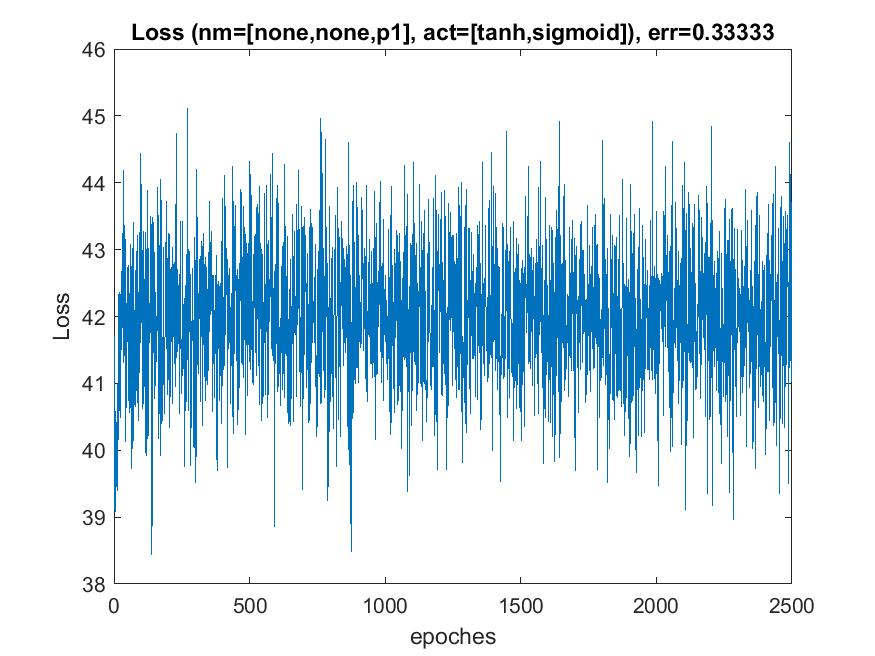 Loss (nm=[none,none,p1], act=[tanh,sigmoid]), err=0.33333
46
45
44
43
42
41
40
39
38
Loss
0 500 1000 1500 2000 2500
epoches